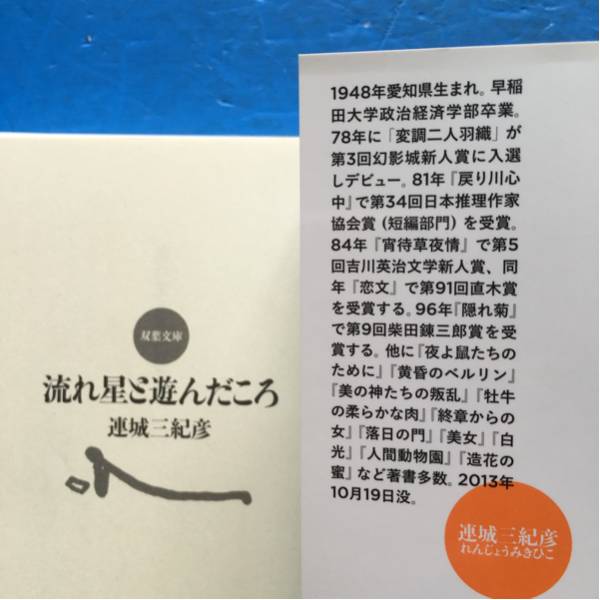 双葉文庫
流れ星と遊んだころ
連城三紀彦
1948年愛知県生まれ。早稲
田大学政治経済学部卒業。
78年に「変調二人羽織」が
第3回幻影城新人賞に入選
しデビュー。81年『戻り川心
中』で第34回日本推理作家
協会賞（短編部門）を受賞。
84年『宵待草夜情』で第5
回吉川英治文学新人賞、同
年『恋文』で第91回直木賞
を受賞する。96年『隠れ菊』
で第9回柴田錬三郎賞を受
賞する。他に『夜よ鼠たちの
ために』『黄昏のベルリン』
『美の神たちの叛乱』『牡牛
の柔らかな肉』『終章からの
女』『落日の門』『美女』『白
光』『人間動物園』『造花の
蜜』など著書多数。2013年
10月19日没。
連城三紀彦
れんじょうみきひこ